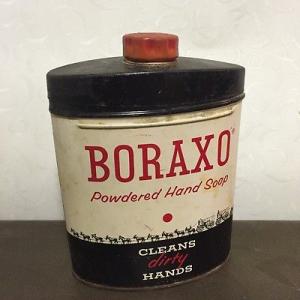 BORAXO
Powdered Hand Soap
CLEANS
dirty
HANDS